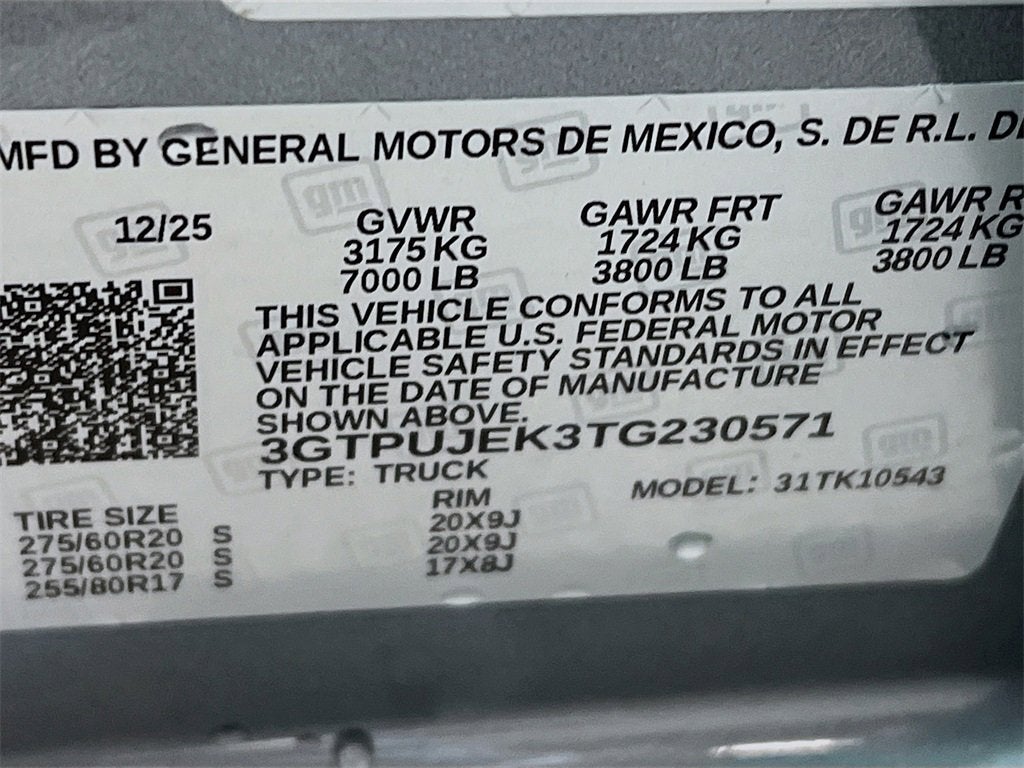 MFD BY GENERAL MOTORS DE MEXICO, S. DE R.L. DE
12/25 GVWR GAWR FRT GAWR R
3175 KG 1724 KG 1724 KG
7000 LB 3800 LB 3800 LB
THIS VEHICLE CONFORMS TO ALL
APPLICABLE U.S. FEDERAL MOTOR
VEHICLE SAFETY STANDARDS IN EFFECT
ON THE DATE OF MANUFACTURE
SHOWN ABOVE.
3GTPUJEK3TG230571
TYPE: TRUCK MODEL: 31TK10543
TIRE SIZE RIM
275/60R20 S 20X9J
275/60R20 S 20X9J
255/80R17 S 17X8J